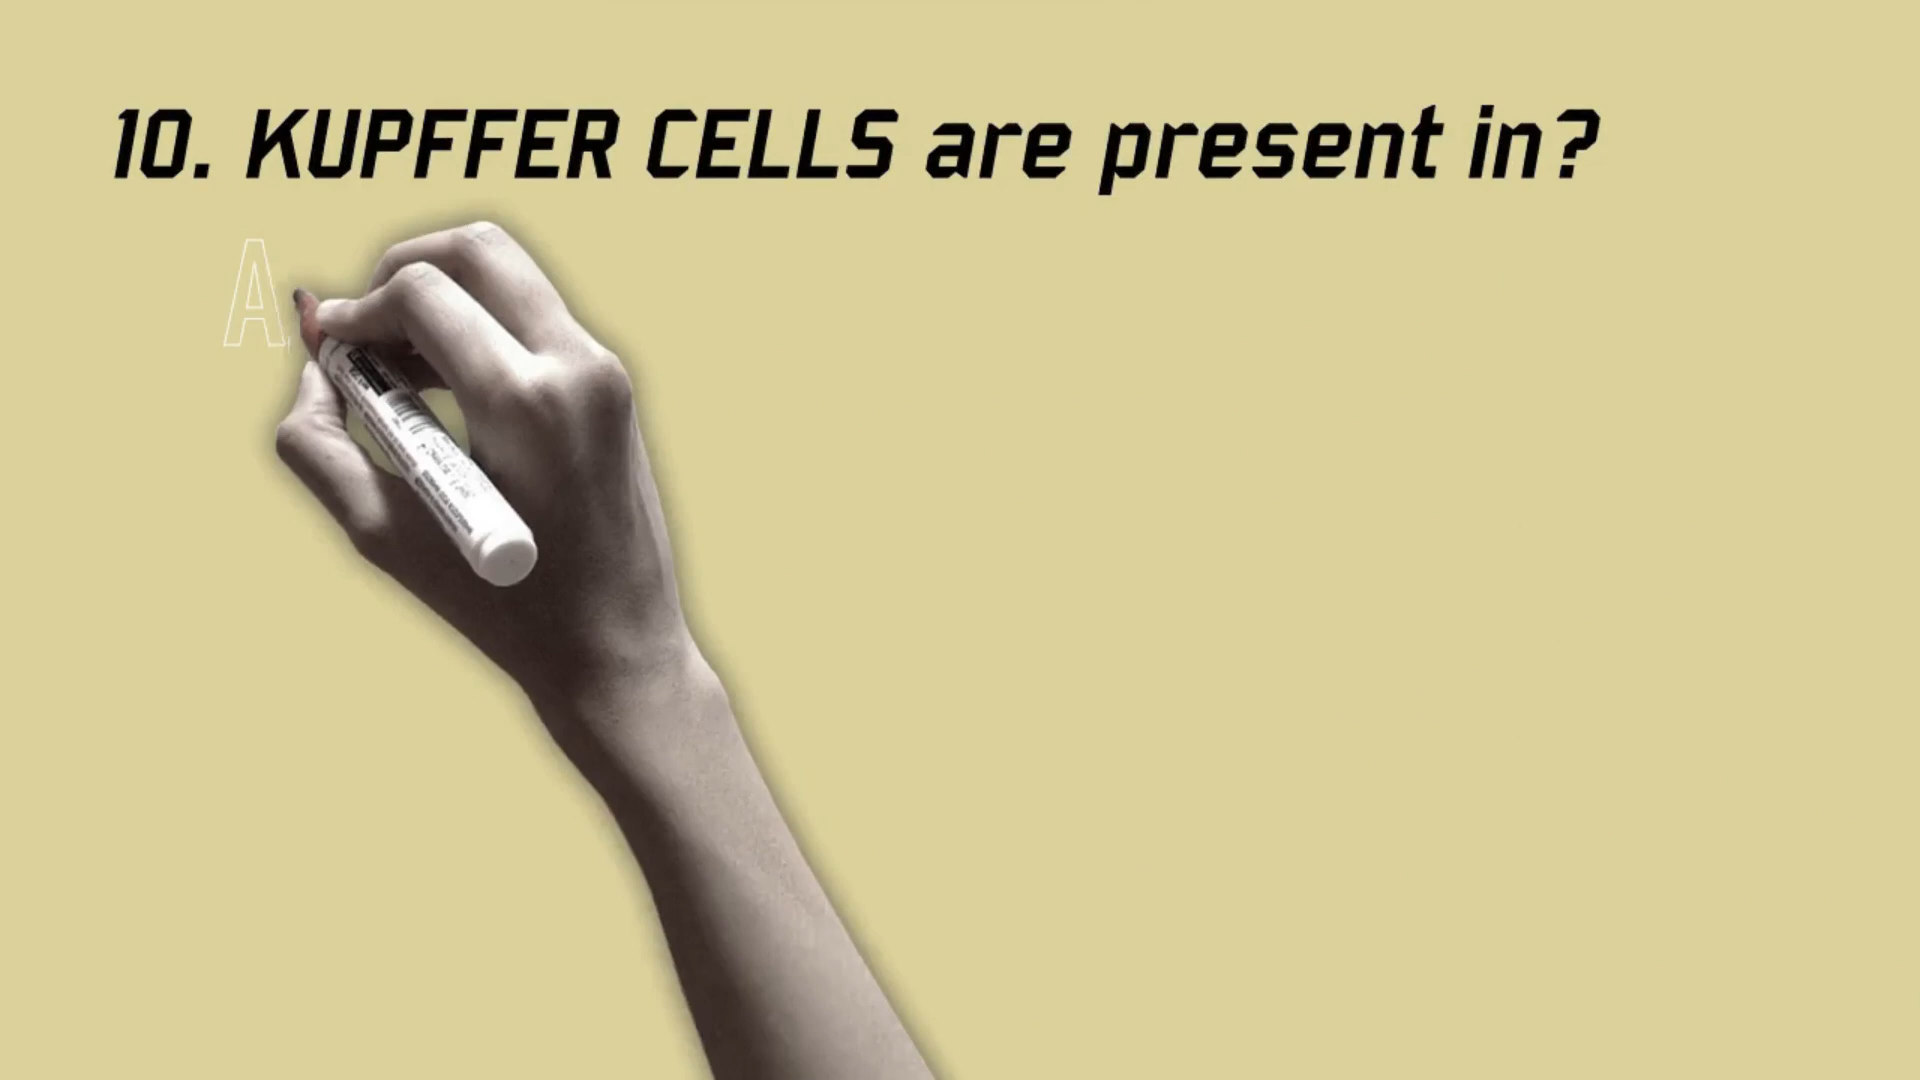 10. KUPFFER CELLS are present in?
A.